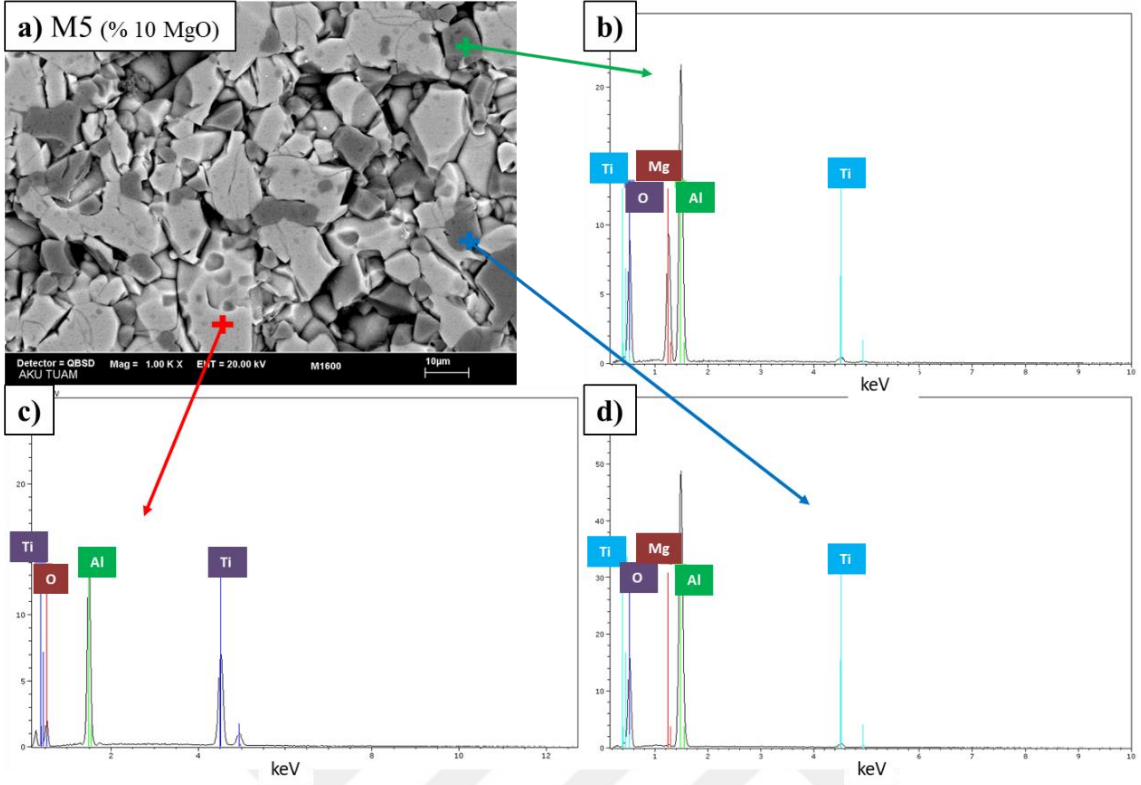 a) M5 (% 10 MgO)
Detector = QBSD Mag = 1.00 K X EHT = 20.00 kV M1600 10µm
AKU TUAM
b)
20
15
10
5
0
Ti
O
Mg
Al
Ti
1 2 3 4 5 6 7 8 9 10
keV
c)
20
10
5
0
Ti
O
Al
Ti
2 4 6 8 10 12
keV
d)
50
40
30
20
10
0
Ti
O
Mg
Al
Ti
1 2 3 4 5 6 7 8 9 10
keV